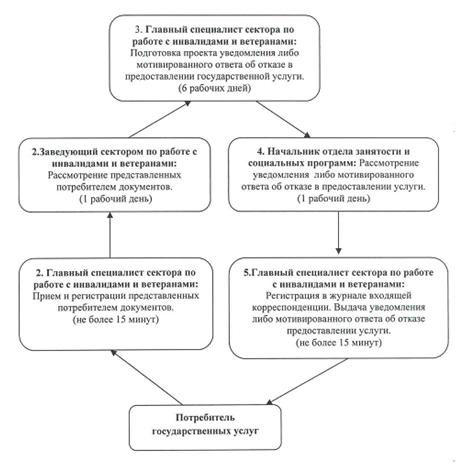 3. Главный специалист сектора по
работе с инвалидами и ветеранами:
Подготовка проекта уведомления либо
мотивированного ответа об отказе в
предоставлении государственной услуги.
(6 рабочих дней)
2.Заведующий сектором по работе с
инвалидами и ветеранами:
Рассмотрение представленных
потребителем документов.
(1 рабочий день)
4. Начальник отдела занятости и
социальных программ: Рассмотрение
уведомления либо мотивированного
ответа об отказе в предоставлении услуги.
(1 рабочий день)
2. Главный специалист сектора по
работе с инвалидами и ветеранами:
Прием и регистрации представленных
потребителем документов.
(не более 15 минут)
5.Главный специалист сектора по работе
с инвалидами и ветеранами:
Регистрация в журнале входящей
корреспонденции. Выдача уведомления
либо мотивированного ответа об отказе
предоставлении услуги.
(не более 15 минут)
Потребитель
государственных услуг